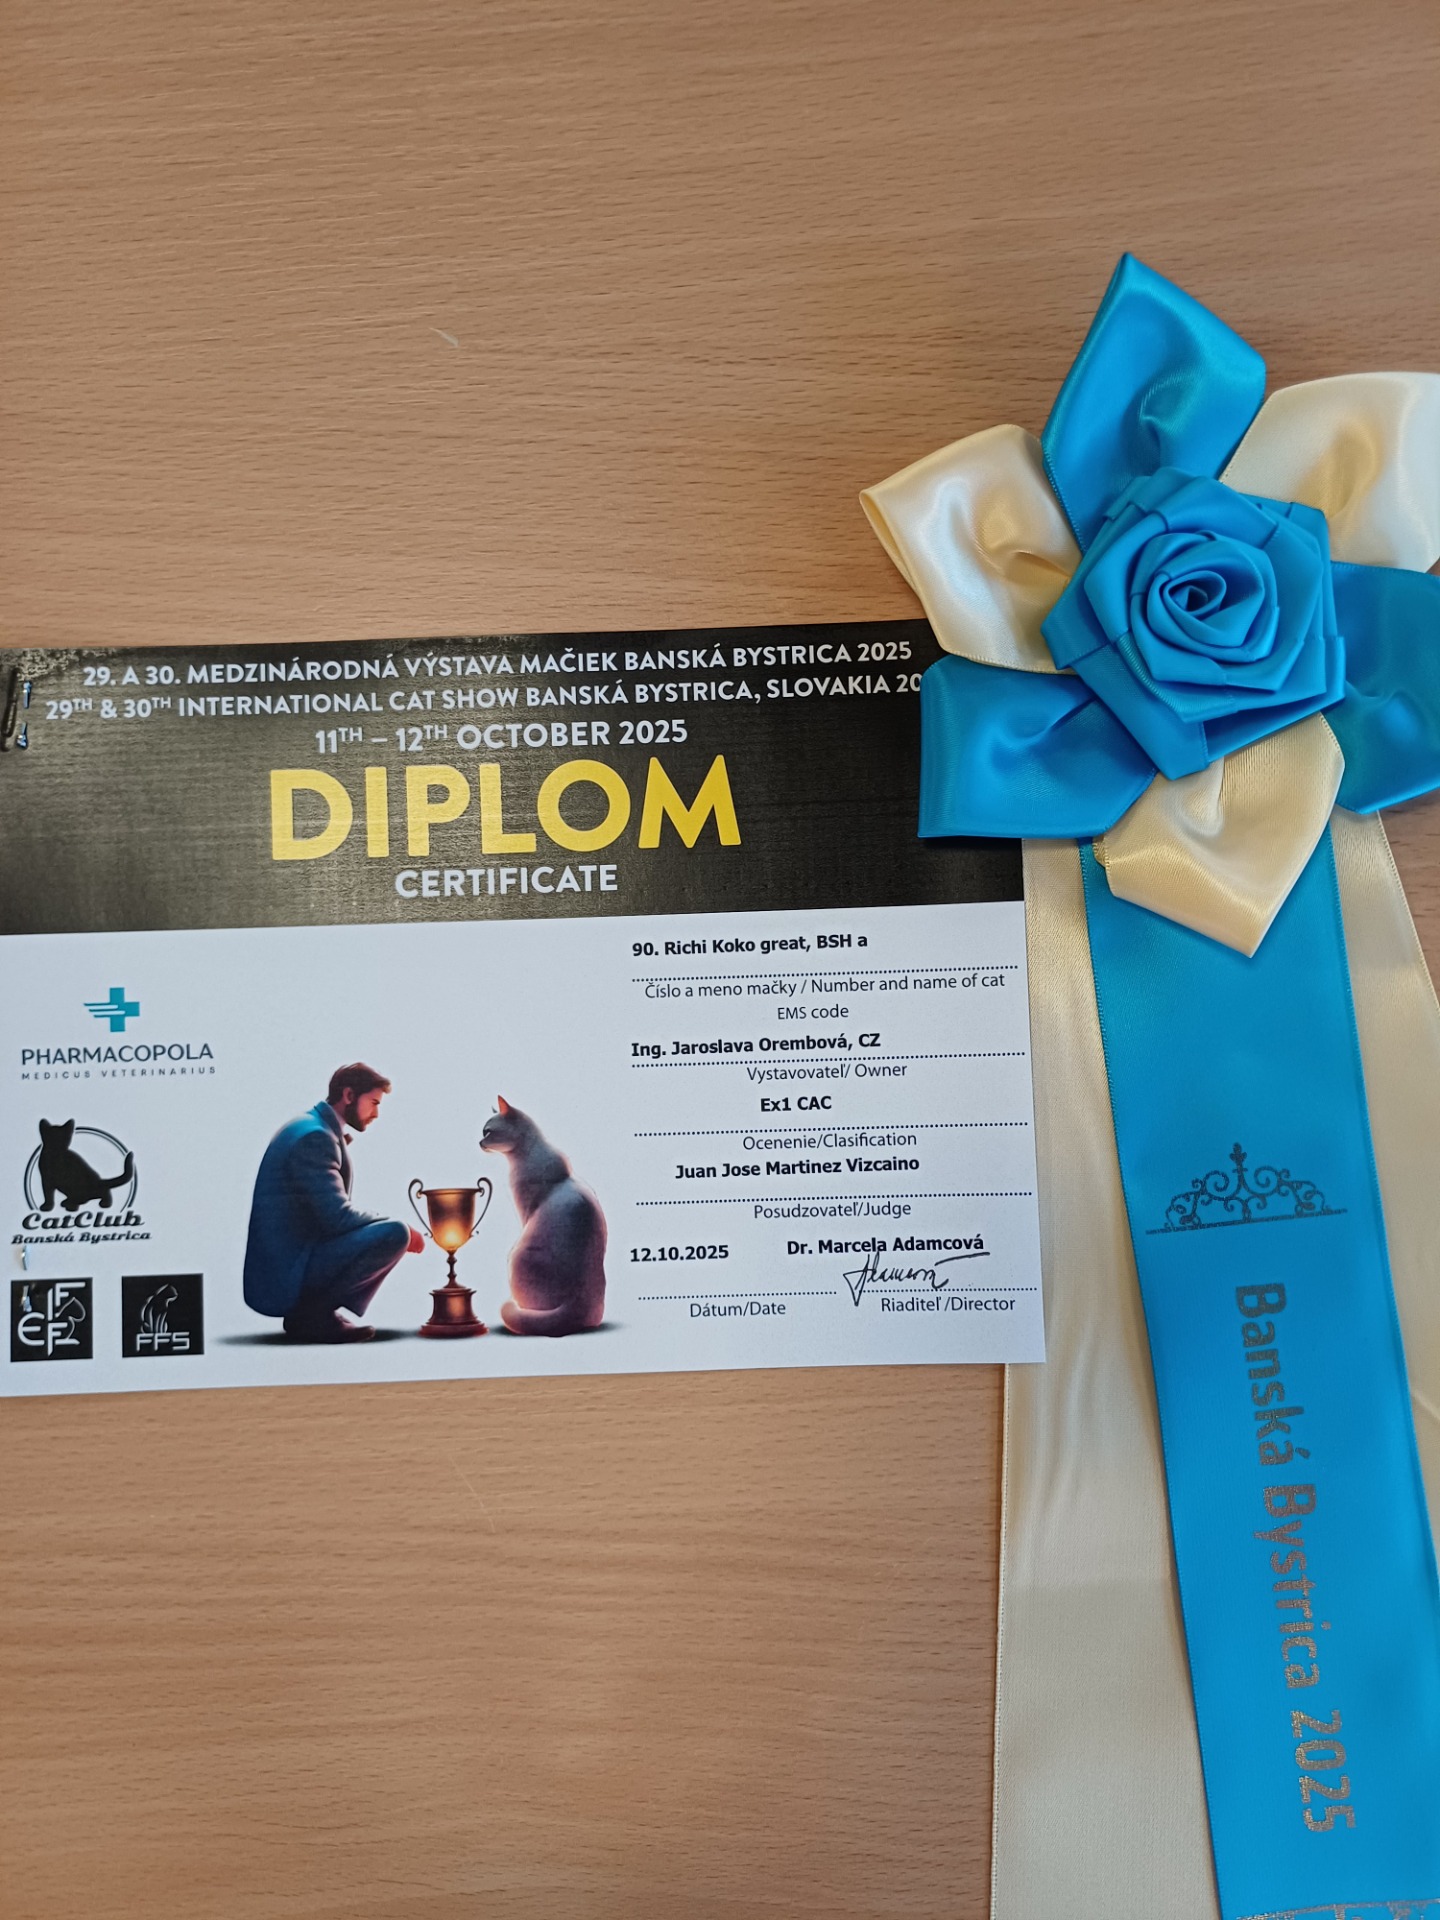 29. A 30. MEDZINÁRODNÁ VÝSTAVA MAČIEK BANSKÁ BYSTRICA 2025
29TH & 30TH INTERNATIONAL CAT SHOW BANSKÁ BYSTRICA, SLOVAKIA 20
11TH – 12TH OCTOBER 2025
DIPLOM
CERTIFICATE
90. Richi Koko great, BSH a
Číslo a meno mačky / Number and name of cat
EMS code
Ing. Jaroslava Orembová, CZ
Vystavovateľ/ Owner
Ex1 CAC
Ocenenie/Clasification
Juan Jose Martinez Vizcaino
Posudzovateľ/Judge
12.10.2025 Dr. Marcela Adamcová
Dátum/Date Riaditeľ /Director
PHARMACOPOLA
MEDICUS VETERINARIUS
CatClub
Banská Bystrica
FIFe
FFS
Banská Bystrica 2025